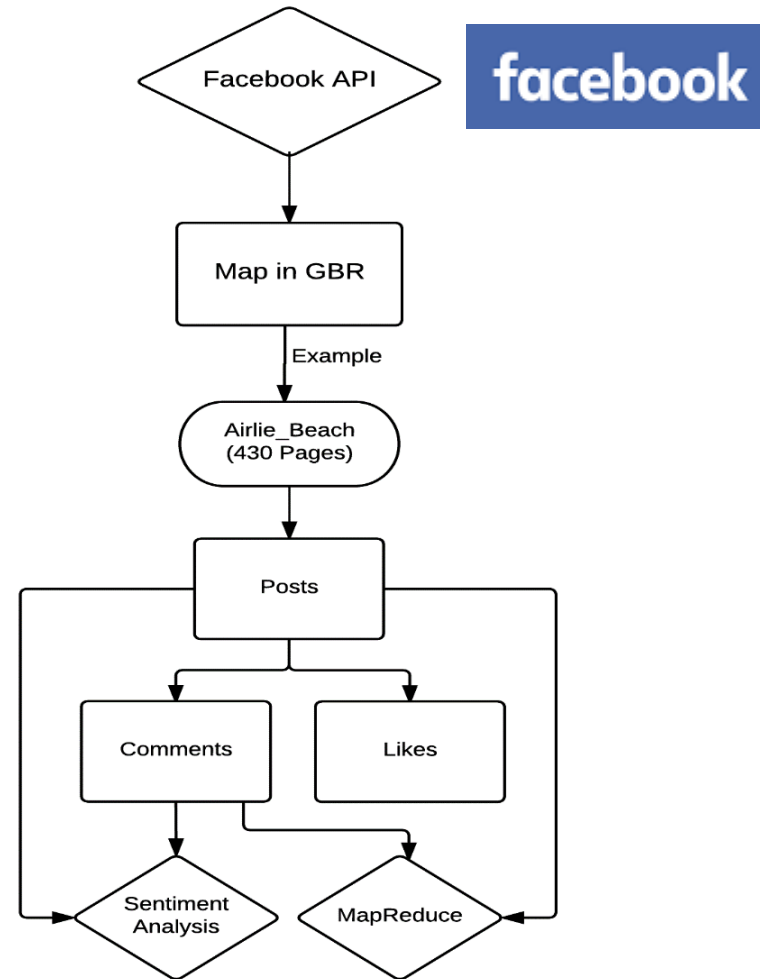 Facebook API
facebook
Map in GBR
Example
Airlie_Beach
(430 Pages)
Posts
Comments
Likes
Sentiment
Analysis
MapReduce